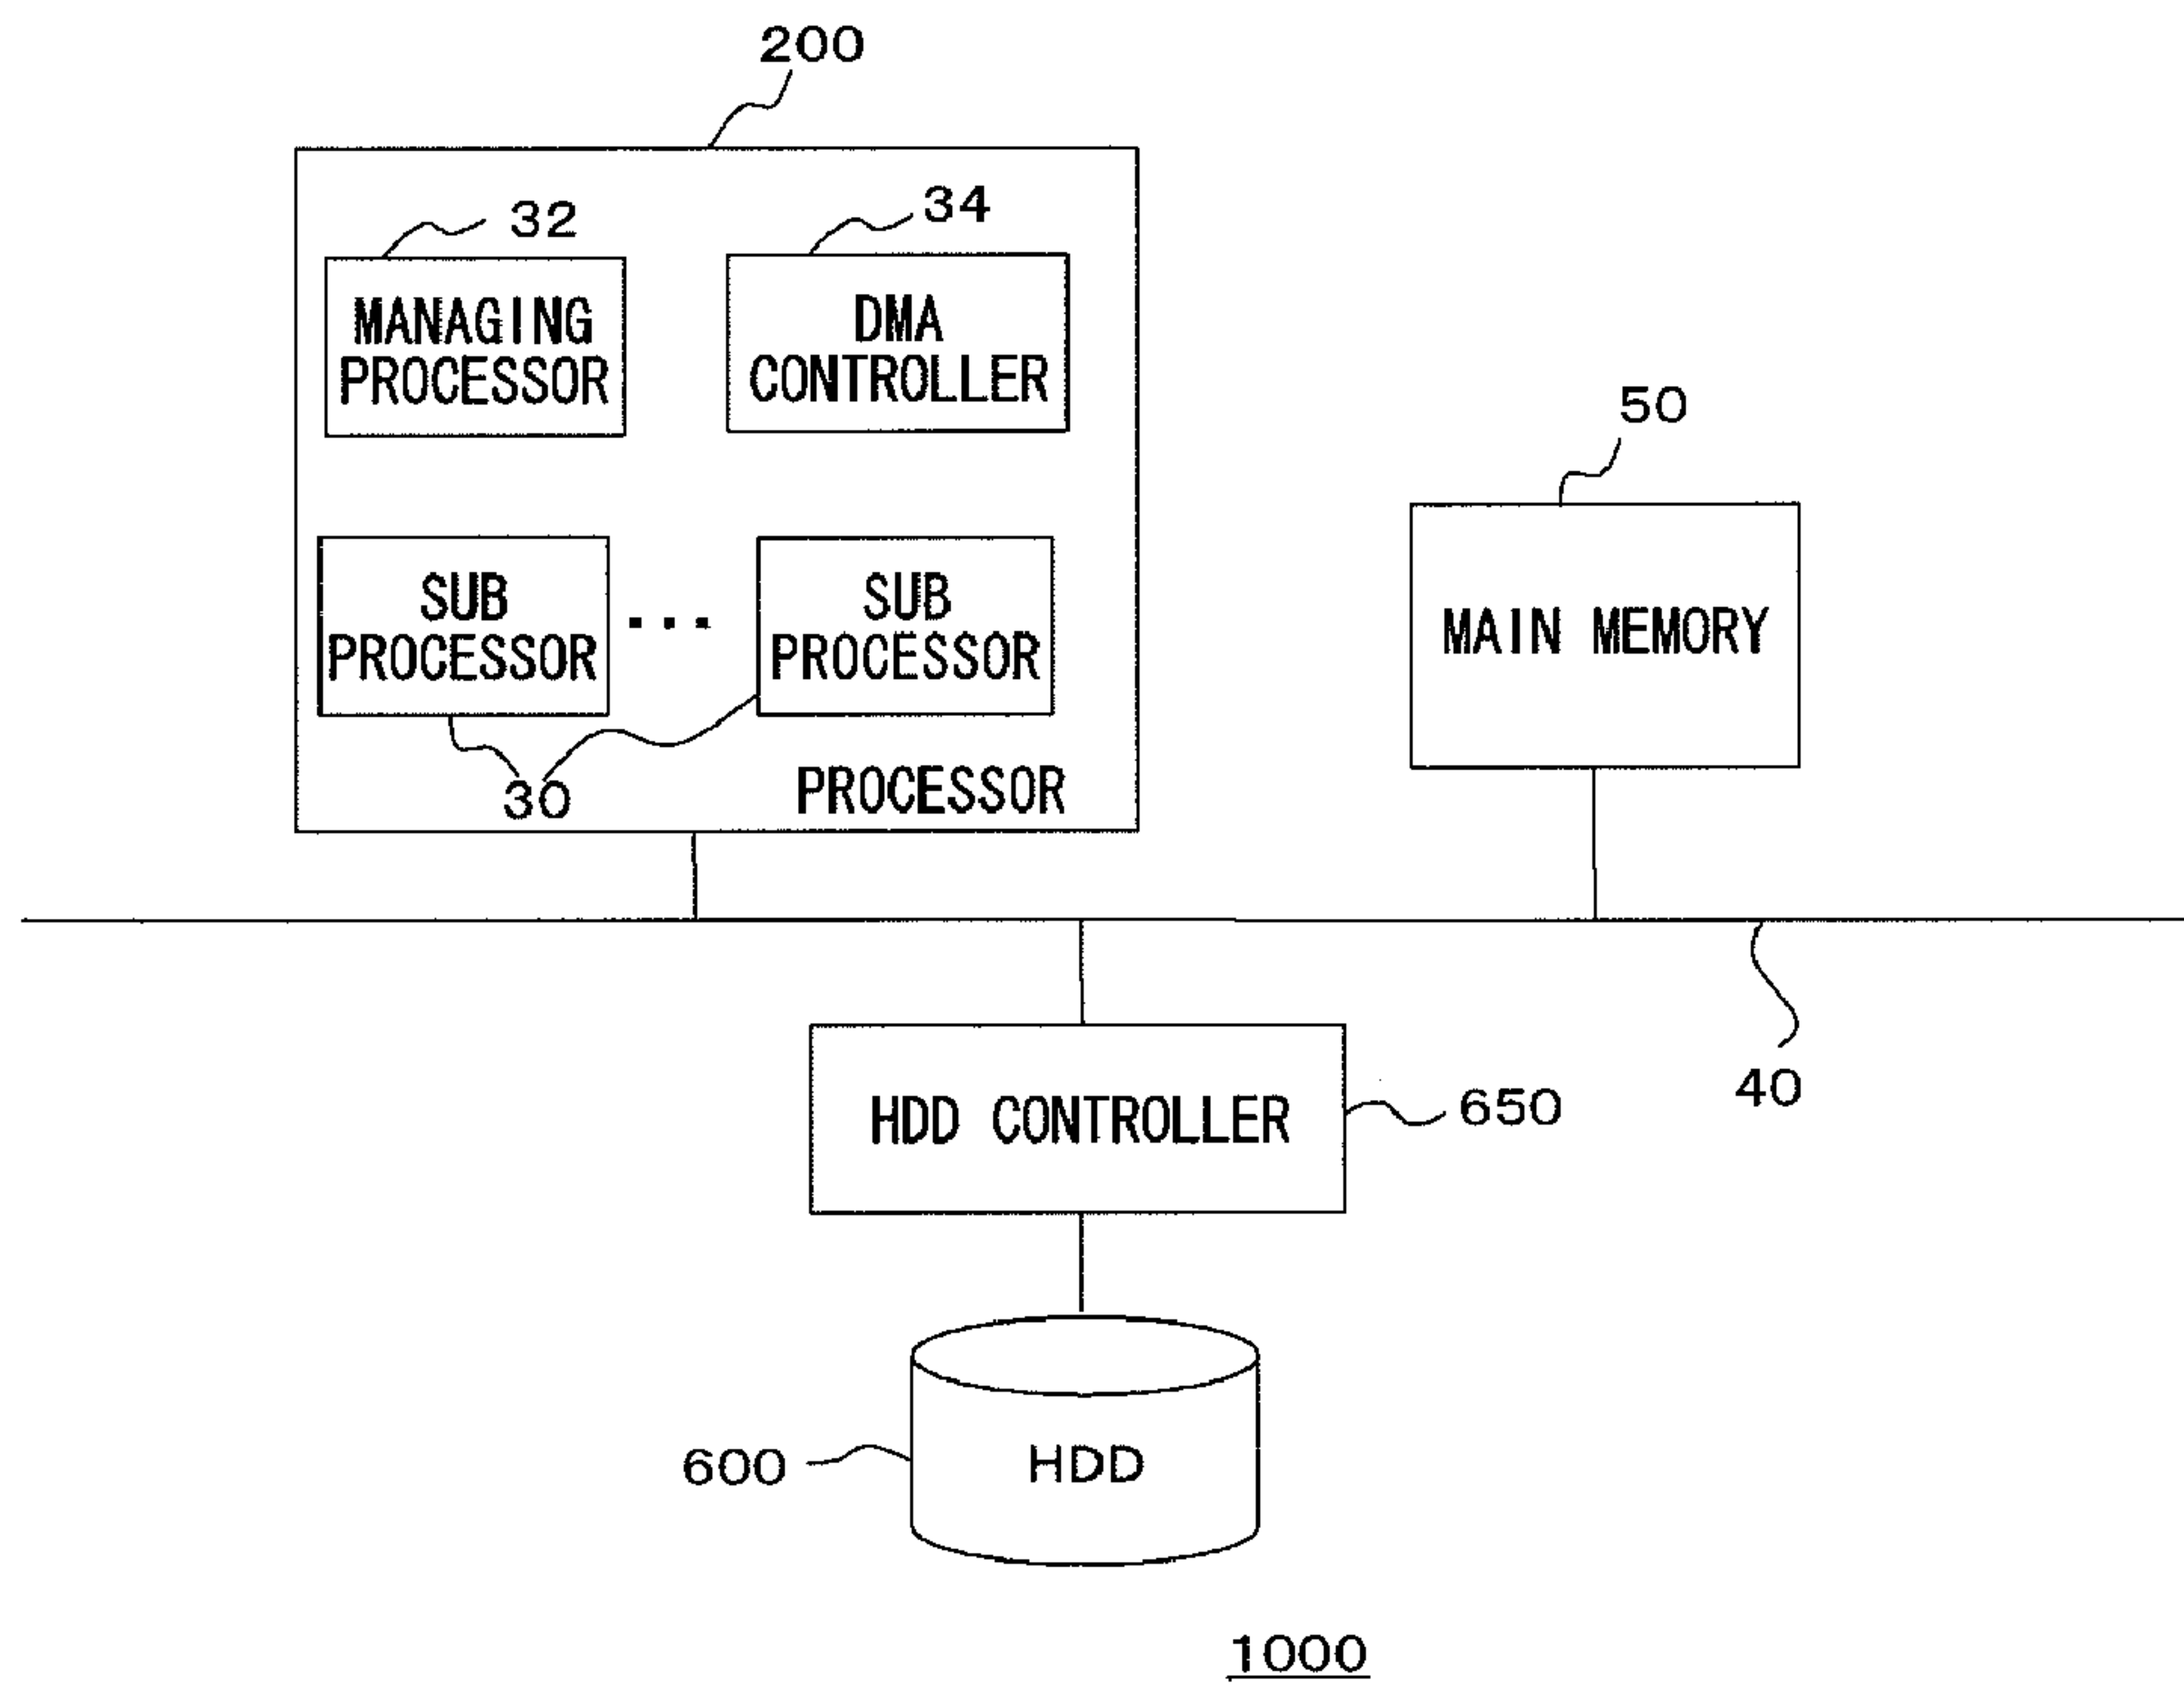 200
32
34
MANAGING
PROCESSOR
DMA
CONTROLLER
50
SUB
PROCESSOR
...
SUB
PROCESSOR
MAIN MEMORY
30
PROCESSOR
40
HDD CONTROLLER
650
600
HDD
1000